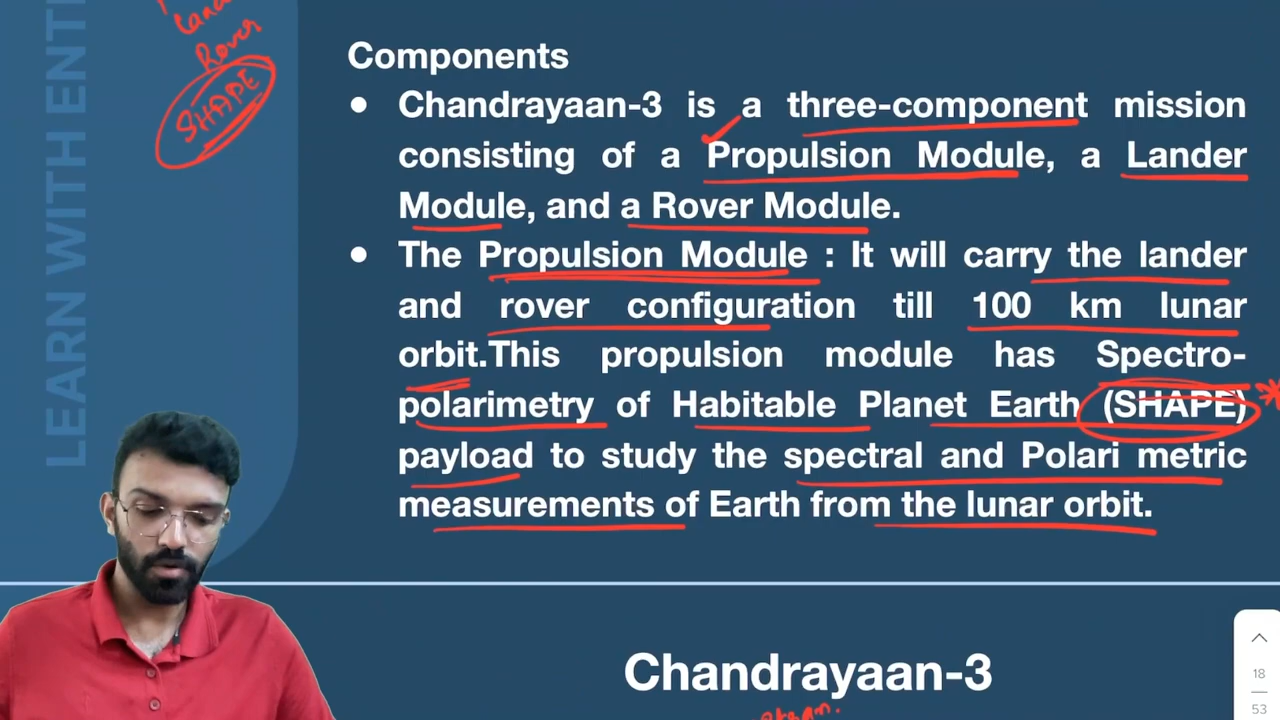 LEARN WITH ENTI
Rover
SHAPE
Components
• Chandrayaan-3 is a three-component mission
consisting of a Propulsion Module, a Lander
Module, and a Rover Module.
• The Propulsion Module : It will carry the lander
and rover configuration till 100 km lunar
orbit.This propulsion module has Spectro-
polarimetry of Habitable Planet Earth (SHAPE)
payload to study the spectral and Polari metric
measurements of Earth from the lunar orbit.
Chandrayaan-3
18
53